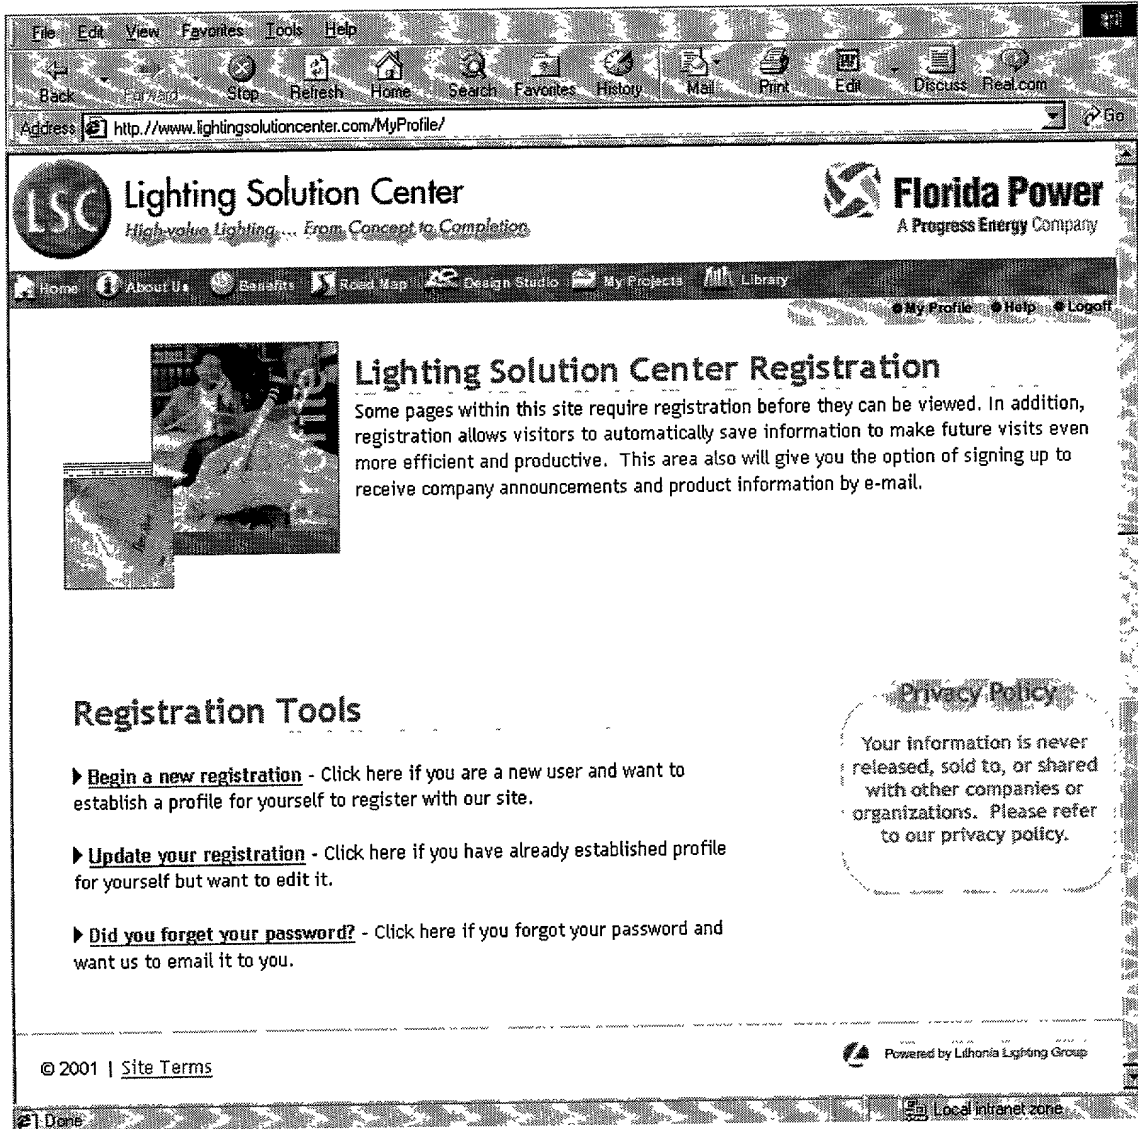 File Edit View Favorites Tools Help
Back Forward Stop Refresh Home Search Favorites History Mail Print Edit Discuss Real.com
Address http://www.lightingsolutioncenter.com/MyProfile/ Go
LSC Lighting Solution Center
High-value Lighting.... From Concept to Completion
Florida Power
A Progress Energy Company
Home About Us Benefits Road Map Design Studio My Projects Library
My Profile Help Logoff
Lighting Solution Center Registration
Some pages within this site require registration before they can be viewed. In addition,
registration allows visitors to automatically save information to make future visits even
more efficient and productive. This area also will give you the option of signing up to
receive company announcements and product information by e-mail.
Registration Tools
Begin a new registration - Click here if you are a new user and want to
establish a profile for yourself to register with our site.
Update your registration - Click here if you have already established profile
for yourself but want to edit it.
Did you forget your password? - Click here if you forgot your password and
want us to email it to you.
Privacy Policy
Your information is never
released, sold to, or shared
with other companies or
organizations. Please refer
to our privacy policy.
© 2001 | Site Terms
Powered by Lithonia Lighting Group
Done Local intranet zone